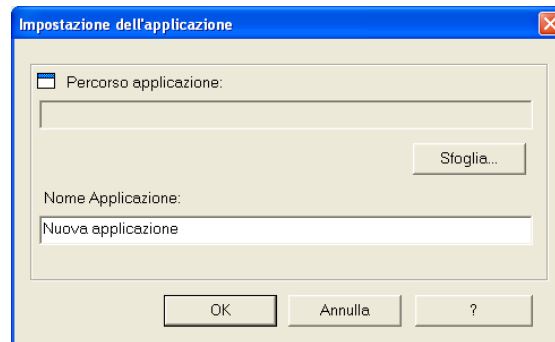 Impostazione dell'applicazione
Percorso applicazione:
Sfoglia...
Nome Applicazione:
Nuova applicazione
OK Annulla ?